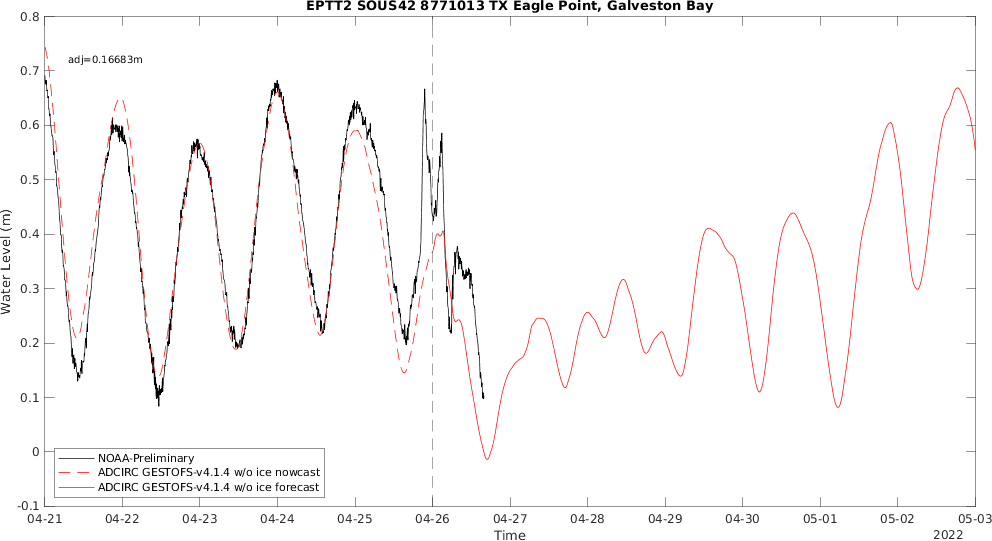 EPTT2 SOUS42 8771013 TX Eagle Point, Galveston Bay
0.8
0.7
0.6
0.5
0.4
0.3
0.2
0.1
0
-0.1
Water Level (m)
adj=0.16683m
NOAA-Preliminary
ADCIRC GESTOFS-v4.1.4 w/o ice nowcast
ADCIRC GESTOFS-v4.1.4 w/o ice forecast
04-21 04-22 04-23 04-24 04-25 04-26 04-27 04-28 04-29 04-30 05-01 05-02 05-03
Time
2022